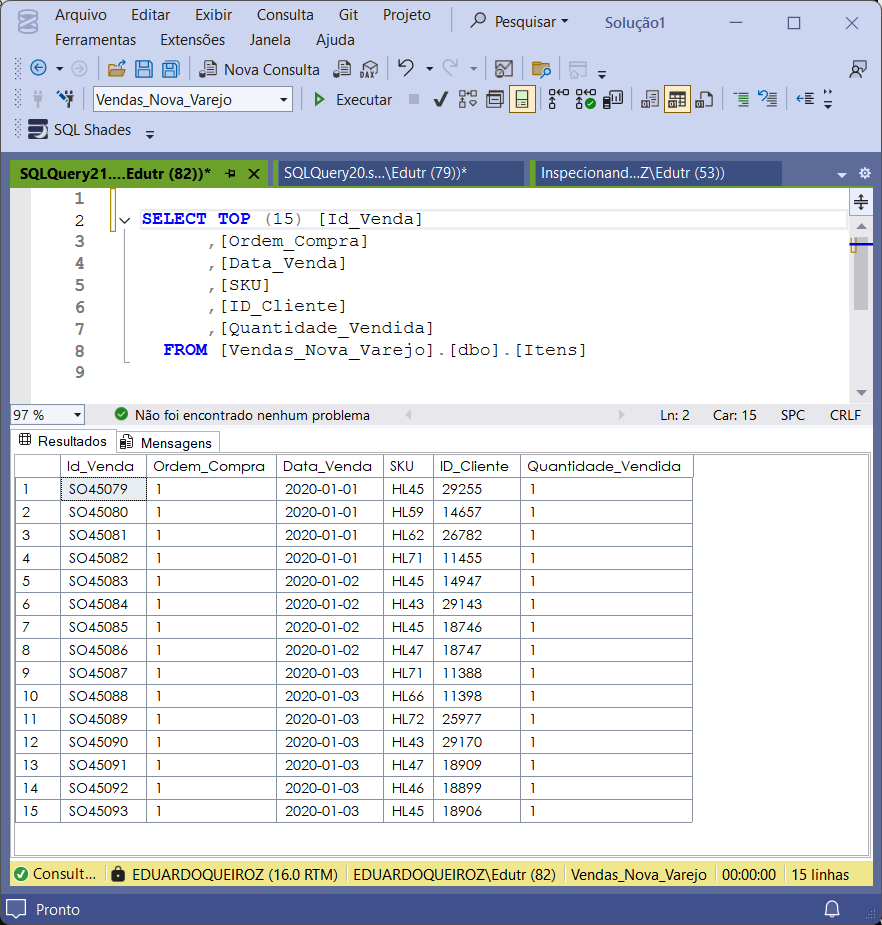 Arquivo Editar Exibir Consulta Git Projeto Pesquisar Solução1
Ferramentas Extensões Janela Ajuda
Nova Consulta DAX
Vendas_Nova_Varejo Executar
SQL Shades
SQLQuery21....Edutr (82))* SQLQuery20.s...\Edutr (79))* Inspecionand...Z\Edutr (53))
1
2 SELECT TOP (15) [Id_Venda]
3 ,[Ordem_Compra]
4 ,[Data_Venda]
5 ,[SKU]
6 ,[ID_Cliente]
7 ,[Quantidade_Vendida]
8 FROM [Vendas_Nova_Varejo].[dbo].[Itens]
9
97 % Não foi encontrado nenhum problema Ln: 2 Car: 15 SPC CRLF
Resultados Mensagens
Id_Venda Ordem_Compra Data_Venda SKU ID_Cliente Quantidade_Vendida
1 SO45079 1 2020-01-01 HL45 29255 1
2 SO45080 1 2020-01-01 HL59 14657 1
3 SO45081 1 2020-01-01 HL62 26782 1
4 SO45082 1 2020-01-01 HL71 11455 1
5 SO45083 1 2020-01-02 HL45 14947 1
6 SO45084 1 2020-01-02 HL43 29143 1
7 SO45085 1 2020-01-02 HL45 18746 1
8 SO45086 1 2020-01-02 HL47 18747 1
9 SO45087 1 2020-01-03 HL71 11388 1
10 SO45088 1 2020-01-03 HL66 11398 1
11 SO45089 1 2020-01-03 HL72 25977 1
12 SO45090 1 2020-01-03 HL43 29170 1
13 SO45091 1 2020-01-03 HL47 18909 1
14 SO45092 1 2020-01-03 HL46 18899 1
15 SO45093 1 2020-01-03 HL45 18906 1
Consult... EDUARDOQUEIROZ (16.0 RTM) EDUARDOQUEIROZ\Edutr (82) Vendas_Nova_Varejo 00:00:00 15 linhas
Pronto